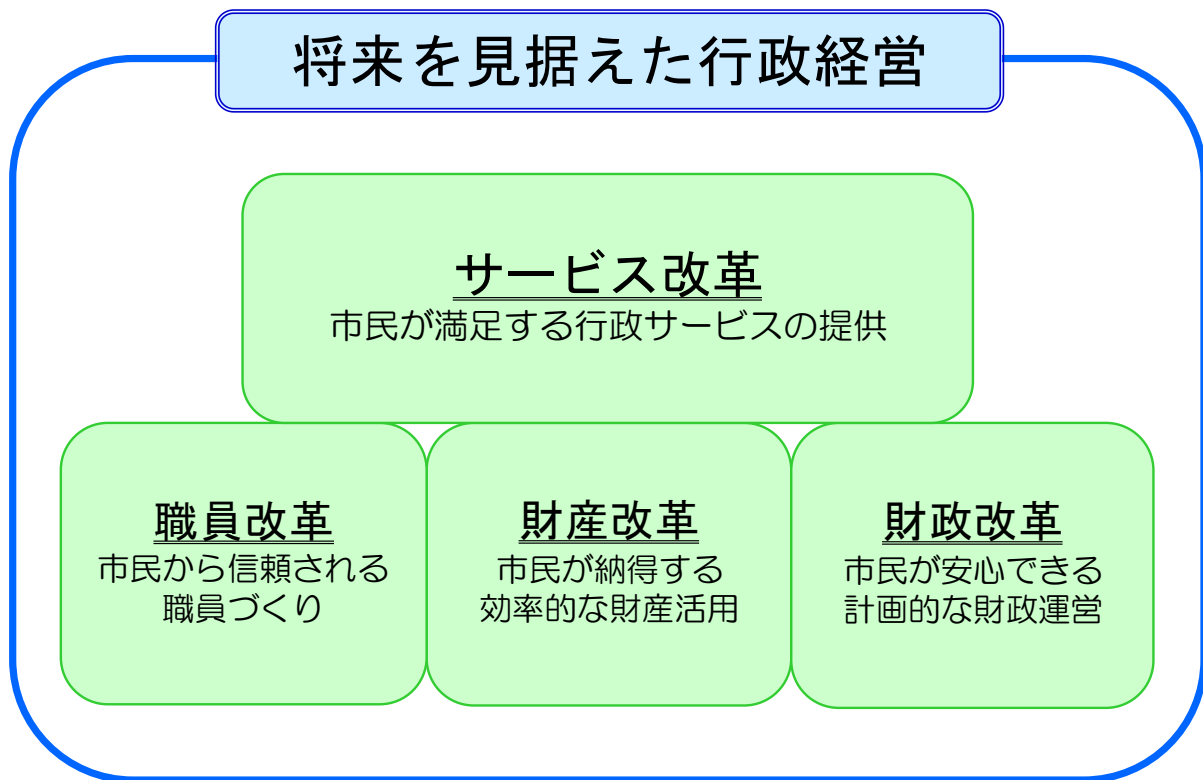 将来を見据えた行政経営
サービス改革
市民が満足する行政サービスの提供
職員改革
市民から信頼される
職員づくり
財産改革
市民が納得する
効率的な財産活用
財政改革
市民が安心できる
計画的な財政運営